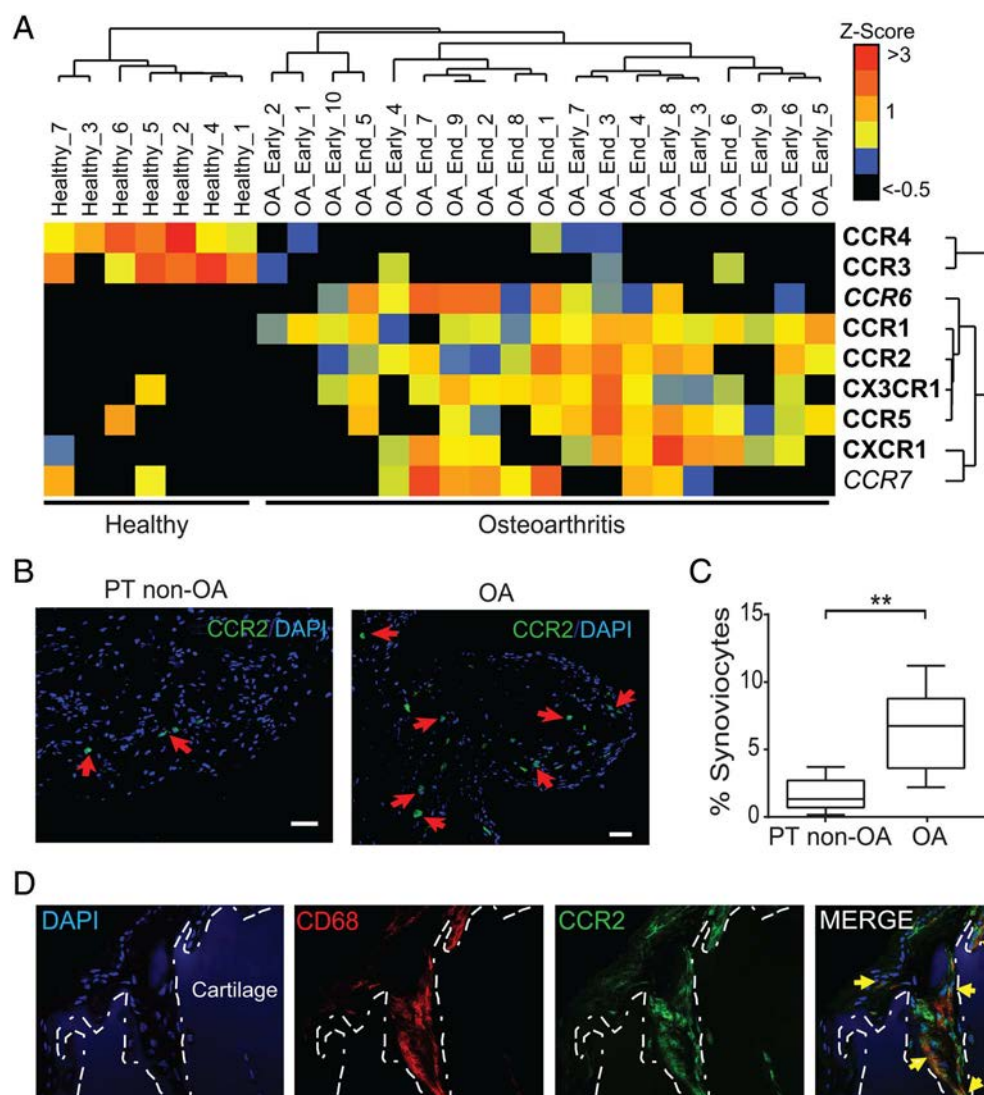 A
Z-Score
>3
1
<-0.5
Healthy_7
Healthy_3
Healthy_6
Healthy_5
Healthy_2
Healthy_4
Healthy_1
OA_Early_2
OA_Early_1
OA_Early_10
OA_End_5
OA_Early_4
OA_End_7
OA_End_9
OA_End_2
OA_End_8
OA_End_1
OA_Early_7
OA_End_3
OA_End_4
OA_Early_8
OA_Early_3
OA_End_6
OA_Early_9
OA_Early_6
OA_Early_5
CCR4
CCR3
CCR6
CCR1
CCR2
CX3CR1
CCR5
CXCR1
CCR7
Healthy
Osteoarthritis
B
PT non-OA
OA
CCR2/DAPI
CCR2/DAPI
C
**
15
10
5
0
% Synoviocytes
PT non-OA
OA
D
DAPI
Cartilage
CD68
CCR2
MERGE